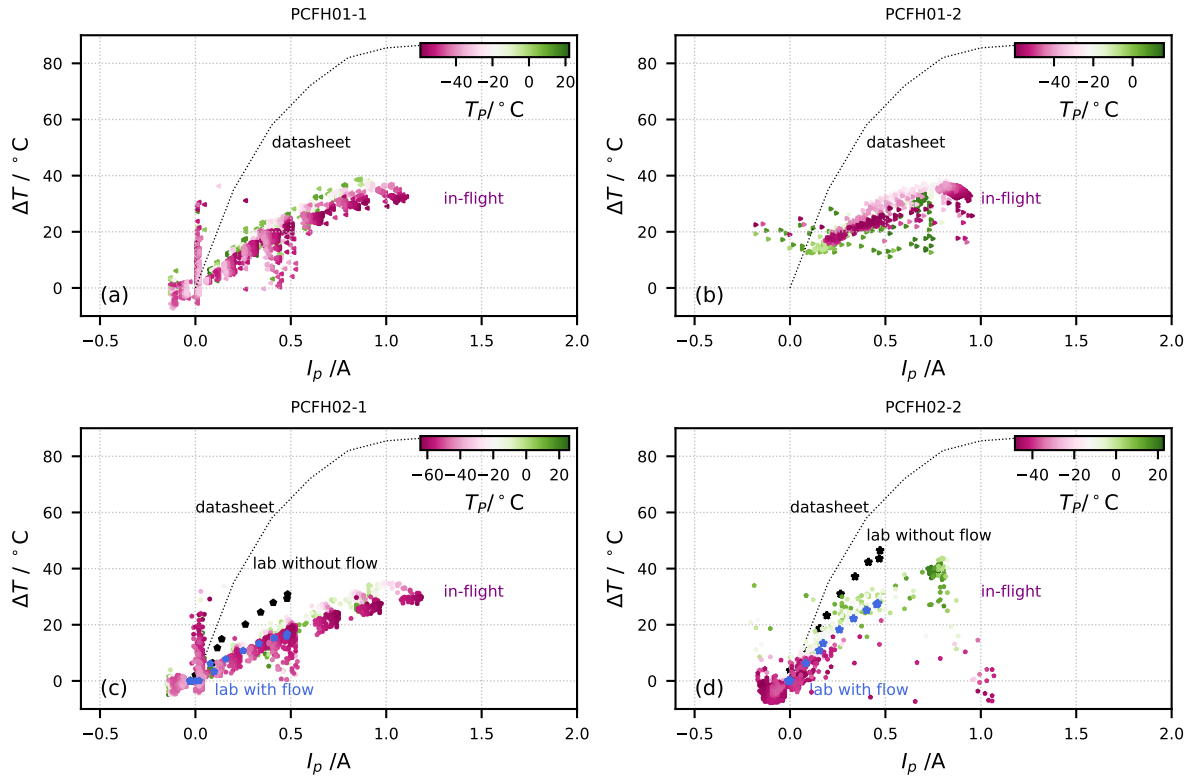 PCFH01-1
80
60
40
20
0
ΔT / °C
−40 −20 0 20
T_P/°C
datasheet
in-flight
(a)
−0.5 0.0 0.5 1.0 1.5 2.0
I_p /A
PCFH01-2
80
60
40
20
0
ΔT / °C
−40 −20 0
T_P/°C
datasheet
in-flight
(b)
−0.5 0.0 0.5 1.0 1.5 2.0
I_p /A
PCFH02-1
80
60
40
20
0
ΔT / °C
−60 −40 −20 0 20
T_P/°C
datasheet
lab without flow
in-flight
(c)
lab with flow
−0.5 0.0 0.5 1.0 1.5 2.0
I_p /A
PCFH02-2
80
60
40
20
0
ΔT / °C
−40 −20 0 20
T_P/°C
datasheet
lab without flow
in-flight
(d)
lab with flow
−0.5 0.0 0.5 1.0 1.5 2.0
I_p /A